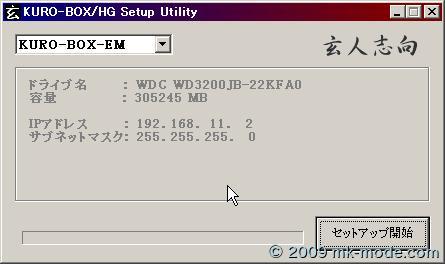 玄 KURO-BOX/HG Setup Utility
KURO-BOX-EM
玄人志向
ドライブ名 : WDC WD3200JB-22KFA0
容量 : 305245 MB
IPアドレス : 192.168. 11. 2
サブネットマスク: 255.255.255. 0
セットアップ開始
© 2009 mk-mode.com